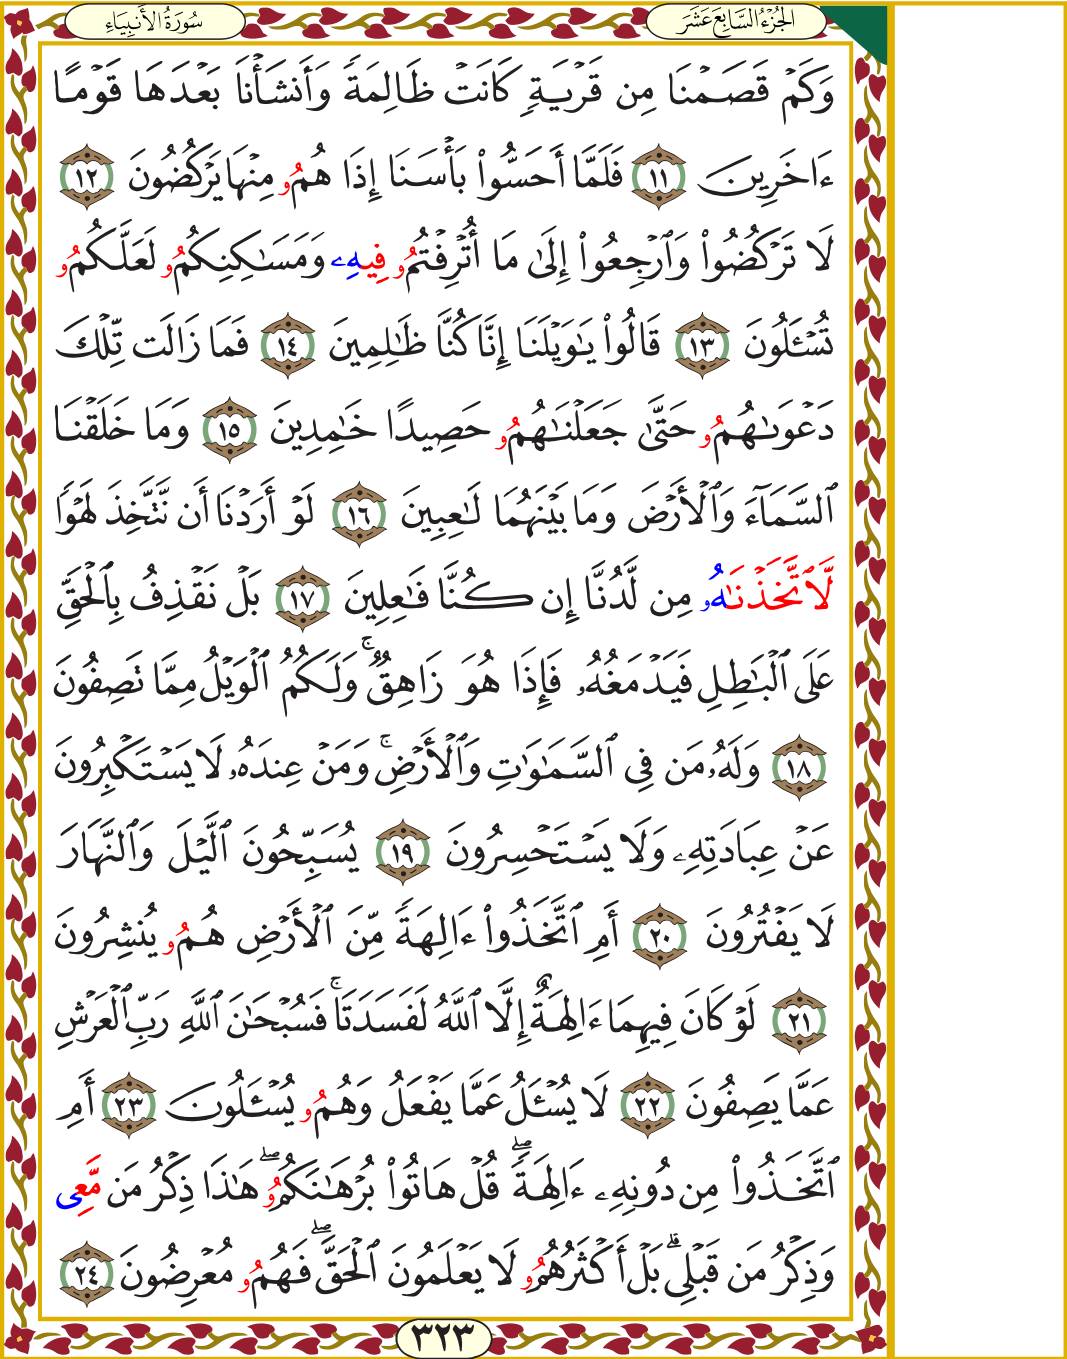 الجُزْءُ السَّابِعَ عَشَرَ
سُورَةُ الأَنبِيَاءِ
وَكَمۡ قَصَمۡنَا مِن قَرۡيَةٖ كَانَتۡ ظَالِمَةٗ وَأَنشَأۡنَا بَعۡدَهَا قَوۡمًا
ءَاخَرِينَ ١١ فَلَمَّآ أَحَسُّواْ بَأۡسَنَآ إِذَا هُمُۥ مِنۡهَا يَرۡكُضُونَ ١٢
لَا تَرۡكُضُواْ وَٱرۡجِعُوٓاْ إِلَىٰ مَآ أُتۡرِفۡتُمُۥ فِيهِۦ وَمَسَٰكِنِكُمُۥ لَعَلَّكُمُۥ
تُسۡـَٔلُونَ ١٣ قَالُواْ يَٰوَيۡلَنَآ إِنَّا كُنَّا ظَٰلِمِينَ ١٤ فَمَا زَالَت تِّلۡكَ
دَعۡوَىٰهُمُۥ حَتَّىٰ جَعَلۡنَٰهُمُۥ حَصِيدًا خَٰمِدِينَ ١٥ وَمَا خَلَقۡنَا
ٱلسَّمَآءَ وَٱلۡأَرۡضَ وَمَا بَيۡنَهُمَا لَٰعِبِينَ ١٦ لَوۡ أَرَدۡنَآ أَن نَّتَّخِذَ لَهۡوٗا
لَّٱتَّخَذۡنَٰهُۥ مِن لَّدُنَّآ إِن كُنَّا فَٰعِلِينَ ١٧ بَلۡ نَقۡذِفُ بِٱلۡحَقِّ
عَلَى ٱلۡبَٰطِلِ فَيَدۡمَغُهُۥ فَإِذَا هُوَ زَاهِقٞۚ وَلَكُمُ ٱلۡوَيۡلُ مِمَّا تَصِفُونَ
١٨ وَلَهُۥ مَن فِي ٱلسَّمَٰوَٰتِ وَٱلۡأَرۡضِۚ وَمَنۡ عِندَهُۥ لَا يَسۡتَكۡبِرُونَ
عَنۡ عِبَادَتِهِۦ وَلَا يَسۡتَحۡسِرُونَ ١٩ يُسَبِّحُونَ ٱلَّيۡلَ وَٱلنَّهَارَ
لَا يَفۡتُرُونَ ٢٠ أَمِ ٱتَّخَذُوٓاْ ءَالِهَةٗ مِّنَ ٱلۡأَرۡضِ هُمُۥ يُنشِرُونَ
٢١ لَوۡ كَانَ فِيهِمَآ ءَالِهَةٌ إِلَّا ٱللَّهُ لَفَسَدَتَاۚ فَسُبۡحَٰنَ ٱللَّهِ رَبِّ ٱلۡعَرۡشِ
عَمَّا يَصِفُونَ ٢٢ لَا يُسۡـَٔلُ عَمَّا يَفۡعَلُ وَهُمُۥ يُسۡـَٔلُونَ ٢٣ أَمِ
ٱتَّخَذُواْ مِن دُونِهِۦٓ ءَالِهَةٗۖ قُلۡ هَاتُواْ بُرۡهَٰنَكُمُۥۖ هَٰذَا ذِكۡرُ مَن مَّعِي
وَذِكۡرُ مَن قَبۡلِيۗ بَلۡ أَكۡثَرُهُمُۥ لَا يَعۡلَمُونَ ٱلۡحَقَّۖ فَهُمُۥ مُعۡرِضُونَ ٢٤
٣٢٣